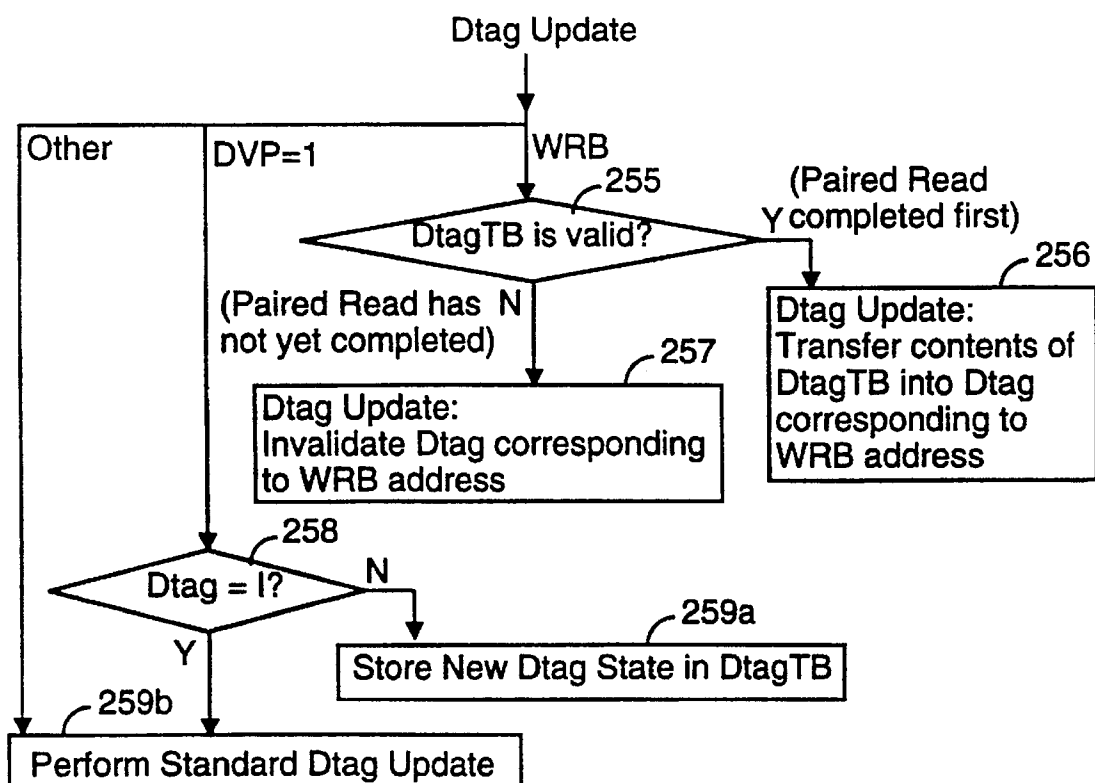 Dtag Update
Other
DVP=1
WRB
255
(Paired Read
Y completed first)
DtagTB is valid?
256
(Paired Read has N
not yet completed)
Dtag Update:
Transfer contents of
DtagTB into Dtag
corresponding to
WRB address
257
Dtag Update:
Invalidate Dtag corresponding
to WRB address
258
Dtag = I?
N
Y
259a
Store New Dtag State in DtagTB
259b
Perform Standard Dtag Update